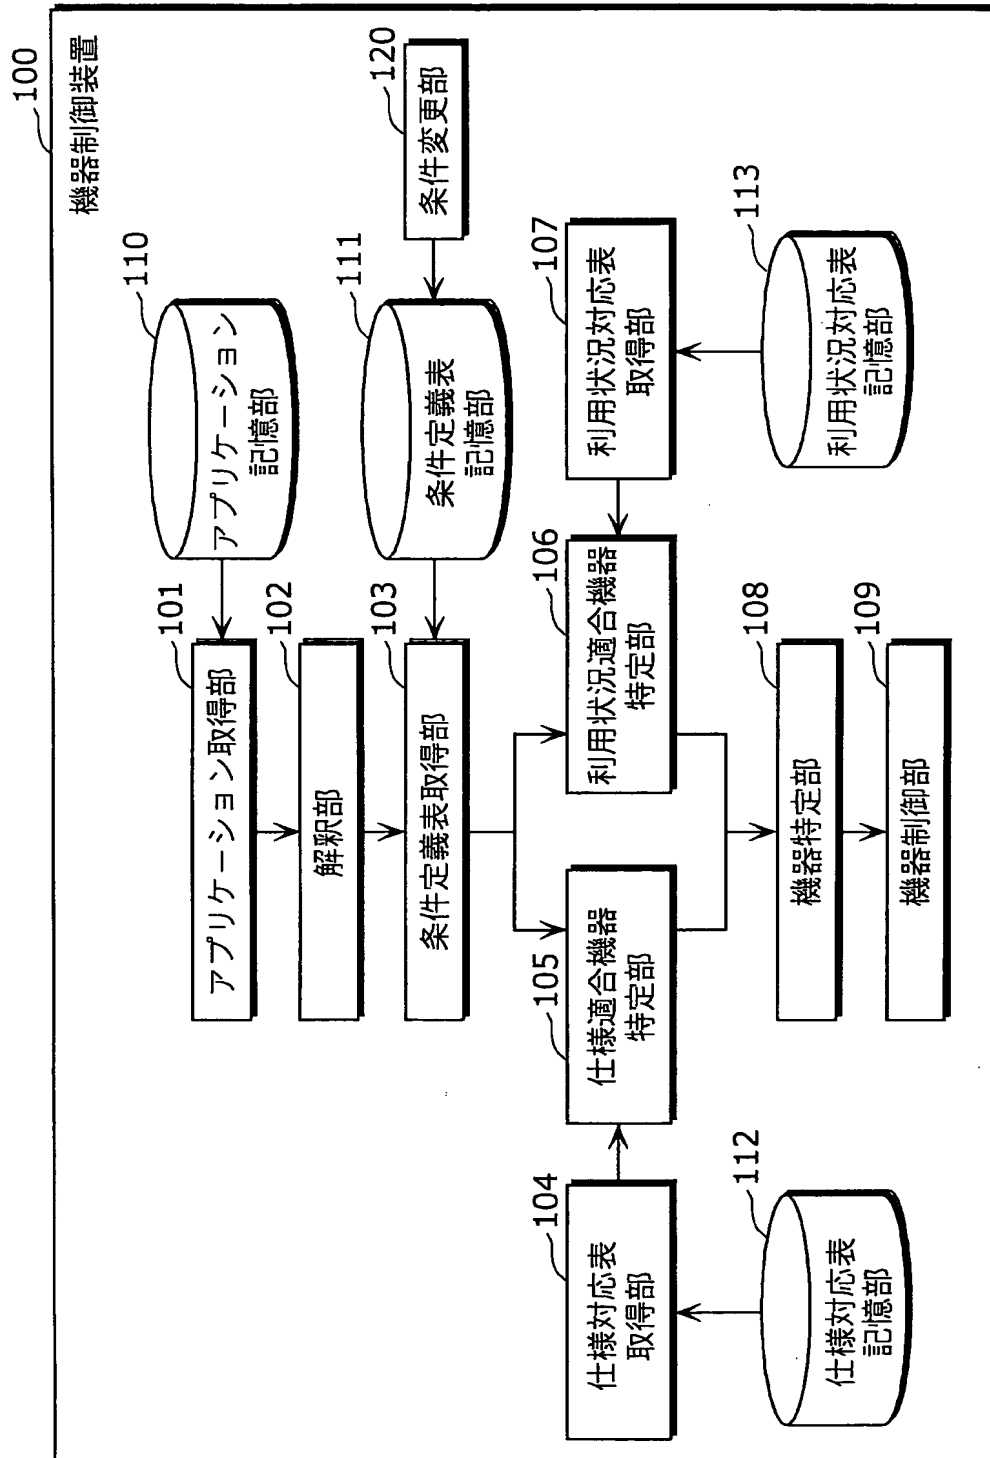 100
機器制御装置
110
アプリケーション
記憶部
101
アプリケーション取得部
102
解釈部
120
条件変更部
111
条件定義表
記憶部
103
条件定義表取得部
104
仕様対応表
取得部
105
仕様適合機器
特定部
106
利用状況適合機器
特定部
107
利用状況対応表
取得部
112
仕様対応表
記憶部
108
機器特定部
113
利用状況対応表
記憶部
109
機器制御部